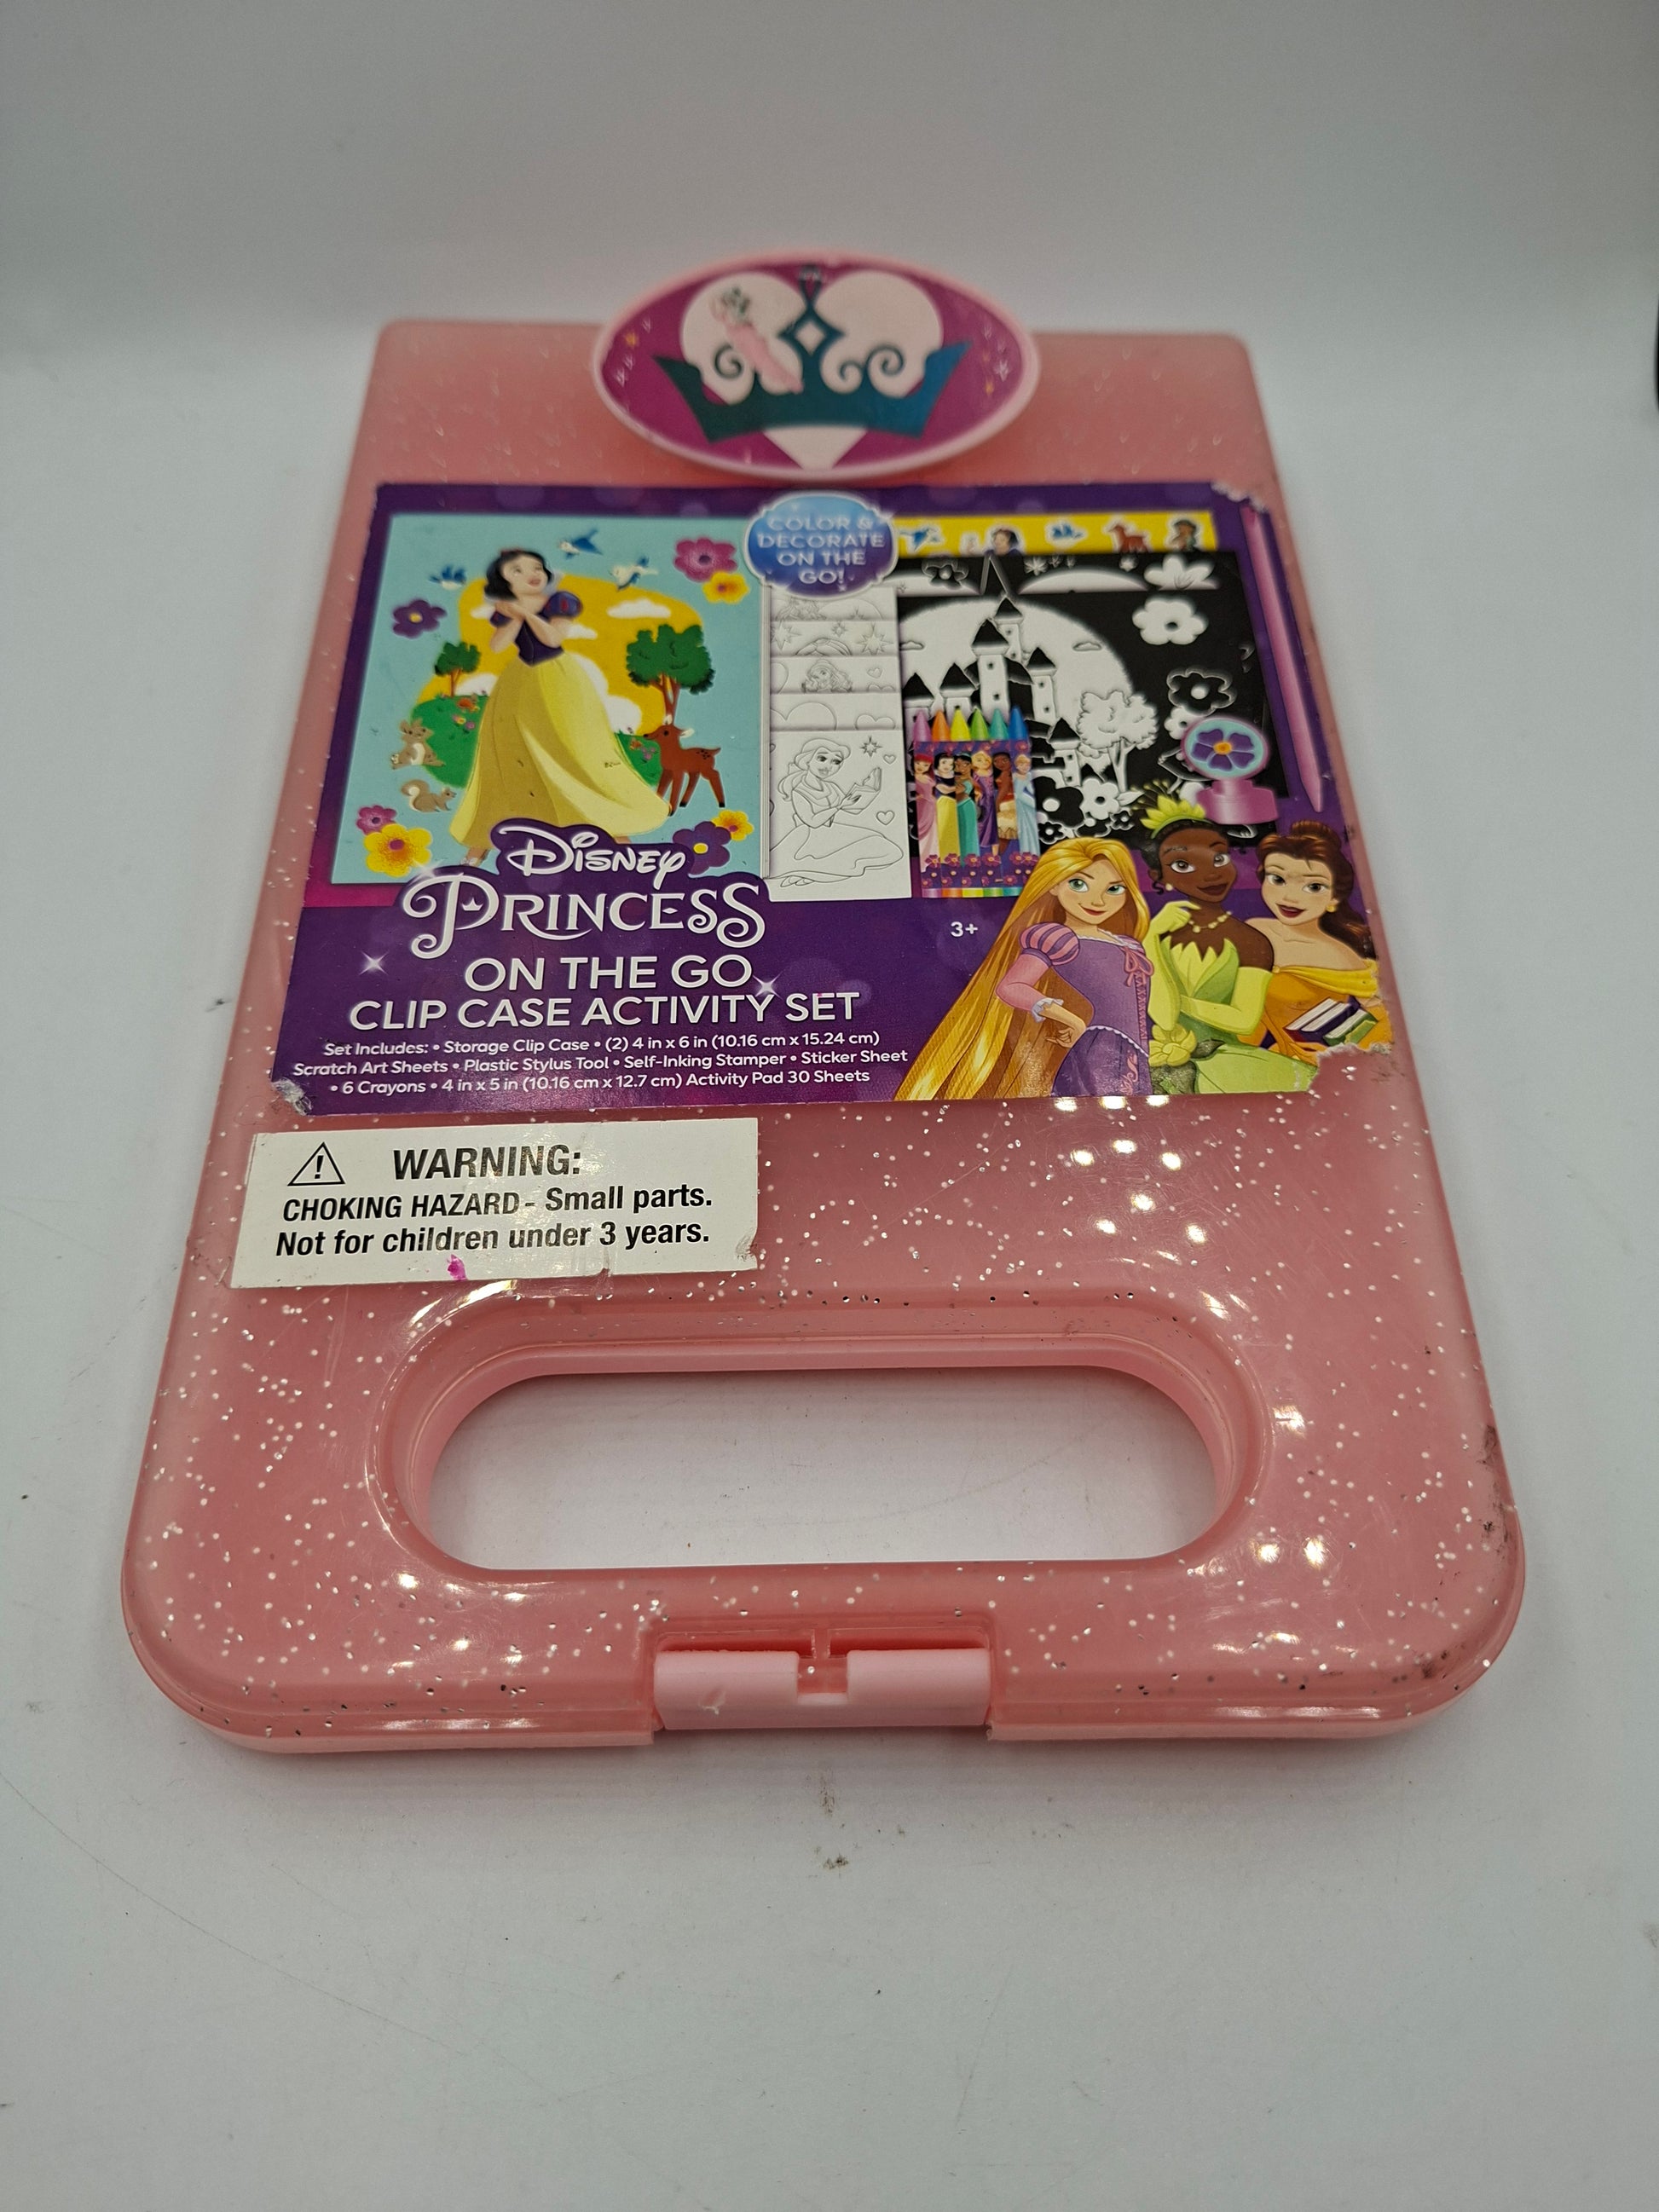 COLOR &
DECORATE
ON THE
GO!
Disney
PRINCESS
3+
ON THE GO
CLIP CASE ACTIVITY SET
Set Includes: • Storage Clip Case • (2) 4 in x 6 in (10.16 cm x 15.24 cm)
Scratch Art Sheets • Plastic Stylus Tool • Self-Inking Stamper • Sticker Sheet
• 6 Crayons • 4 in x 5 in (10.16 cm x 12.7 cm) Activity Pad 30 Sheets
WARNING:
CHOKING HAZARD - Small parts.
Not for children under 3 years.